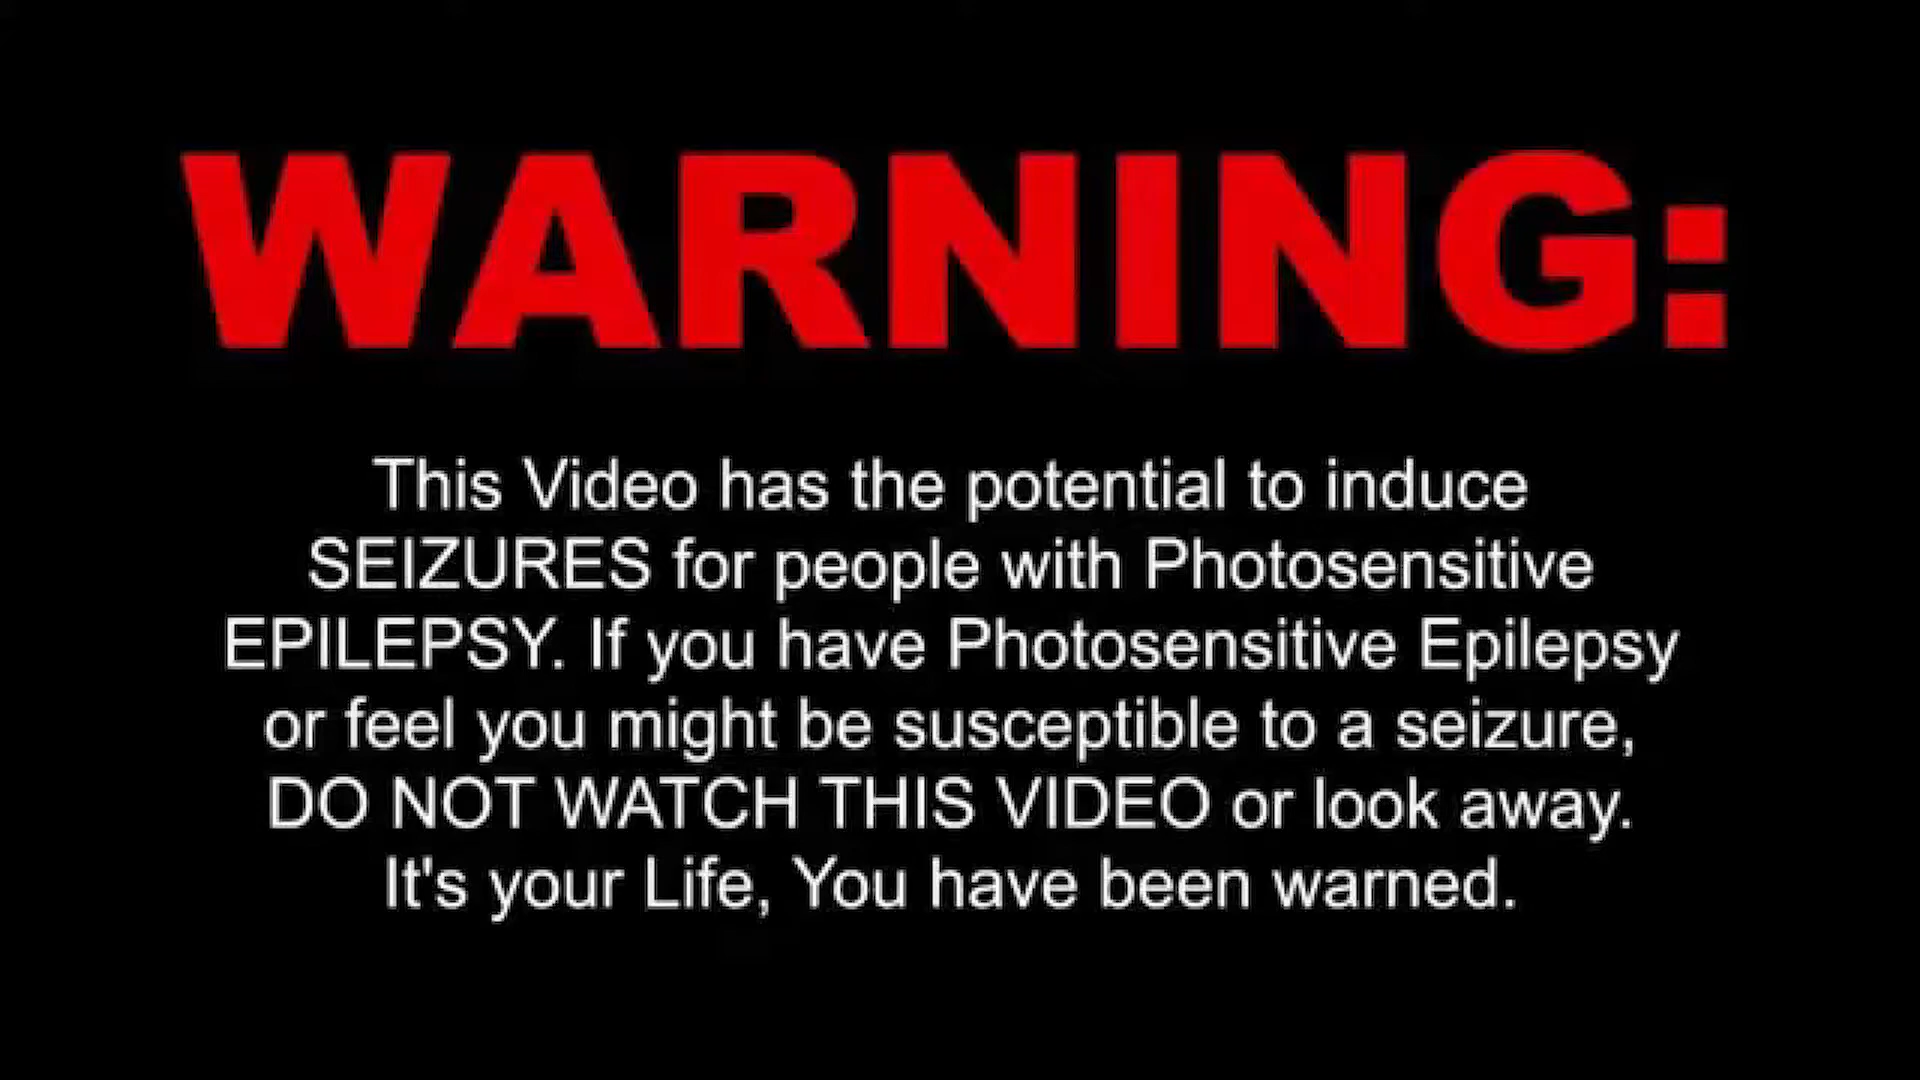 WARNING:
This Video has the potential to induce
SEIZURES for people with Photosensitive
EPILEPSY. If you have Photosensitive Epilepsy
or feel you might be susceptible to a seizure,
DO NOT WATCH THIS VIDEO or look away.
It's your Life, You have been warned.